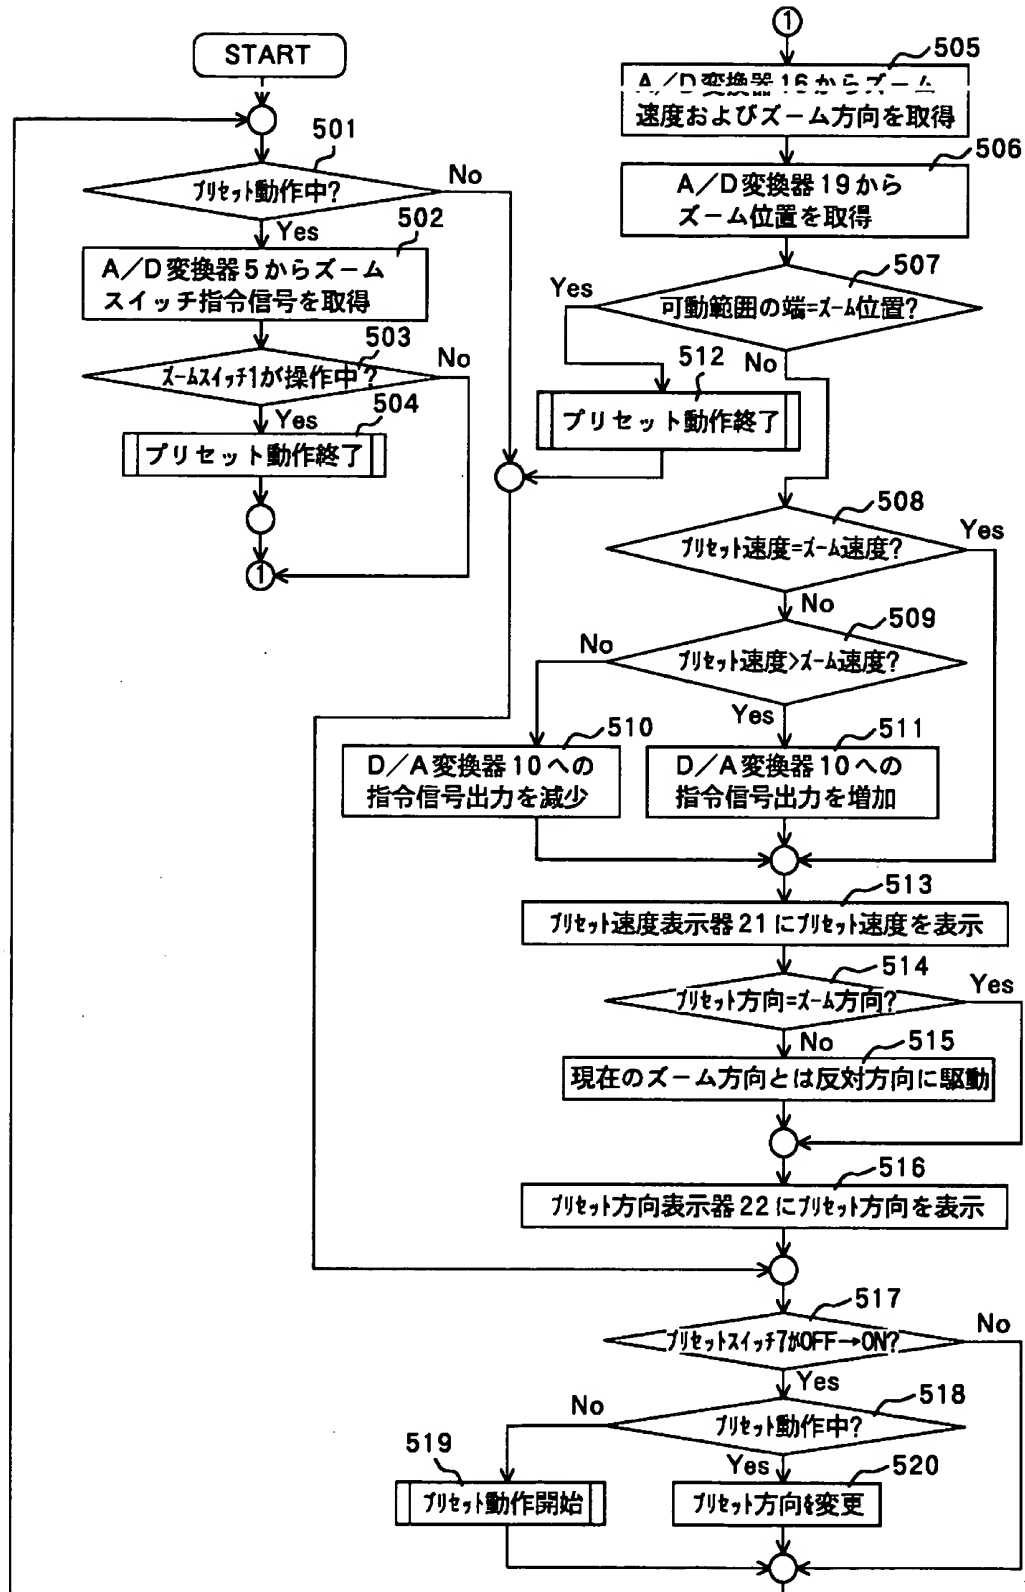 START
501
プリセット動作中?
No
Yes
502
A/D変換器5からズーム
スイッチ指令信号を取得
503
ズームスイッチ1が操作中?
No
Yes
504
プリセット動作終了
1
1
505
A/D変換器16からズーム
速度およびズーム方向を取得
506
A/D変換器19から
ズーム位置を取得
507
Yes
可動範囲の端=ズーム位置?
No
512
プリセット動作終了
508
プリセット速度=ズーム速度?
Yes
No
509
No
プリセット速度>ズーム速度?
Yes
510
D/A変換器10への
指令信号出力を減少
511
D/A変換器10への
指令信号出力を増加
513
プリセット速度表示器21にプリセット速度を表示
514
プリセット方向=ズーム方向?
Yes
No
515
現在のズーム方向とは反対方向に駆動
516
プリセット方向表示器22にプリセット方向を表示
517
プリセットスイッチ7がOFF→ON?
No
Yes
518
No
プリセット動作中?
Yes
519
プリセット動作開始
520
プリセット方向を変更